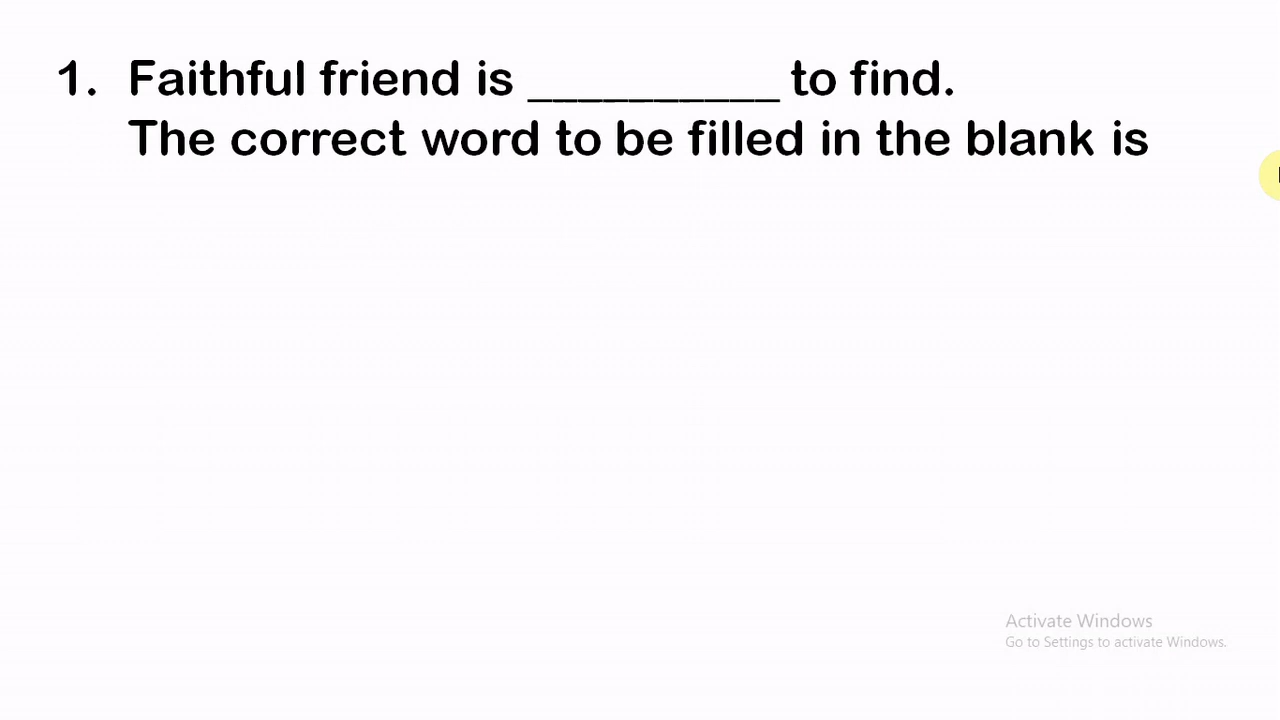 1. Faithful friend is __________ to find.
The correct word to be filled in the blank is
Activate Windows
Go to Settings to activate Windows.